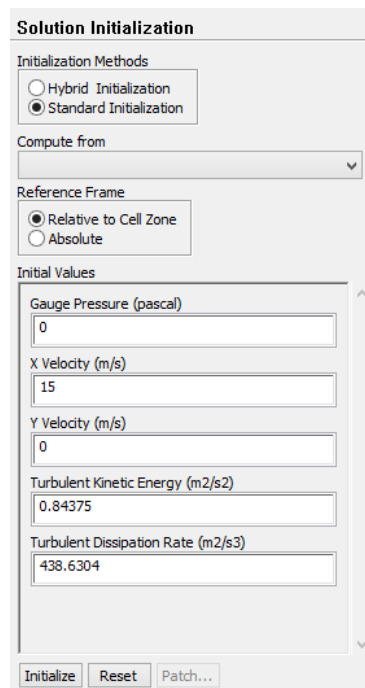 Solution Initialization
Initialization Methods
Hybrid Initialization
Standard Initialization
Compute from
Reference Frame
Relative to Cell Zone
Absolute
Initial Values
Gauge Pressure (pascal)
0
X Velocity (m/s)
15
Y Velocity (m/s)
0
Turbulent Kinetic Energy (m2/s2)
0.84375
Turbulent Dissipation Rate (m2/s3)
438.6304
Initialize Reset Patch...